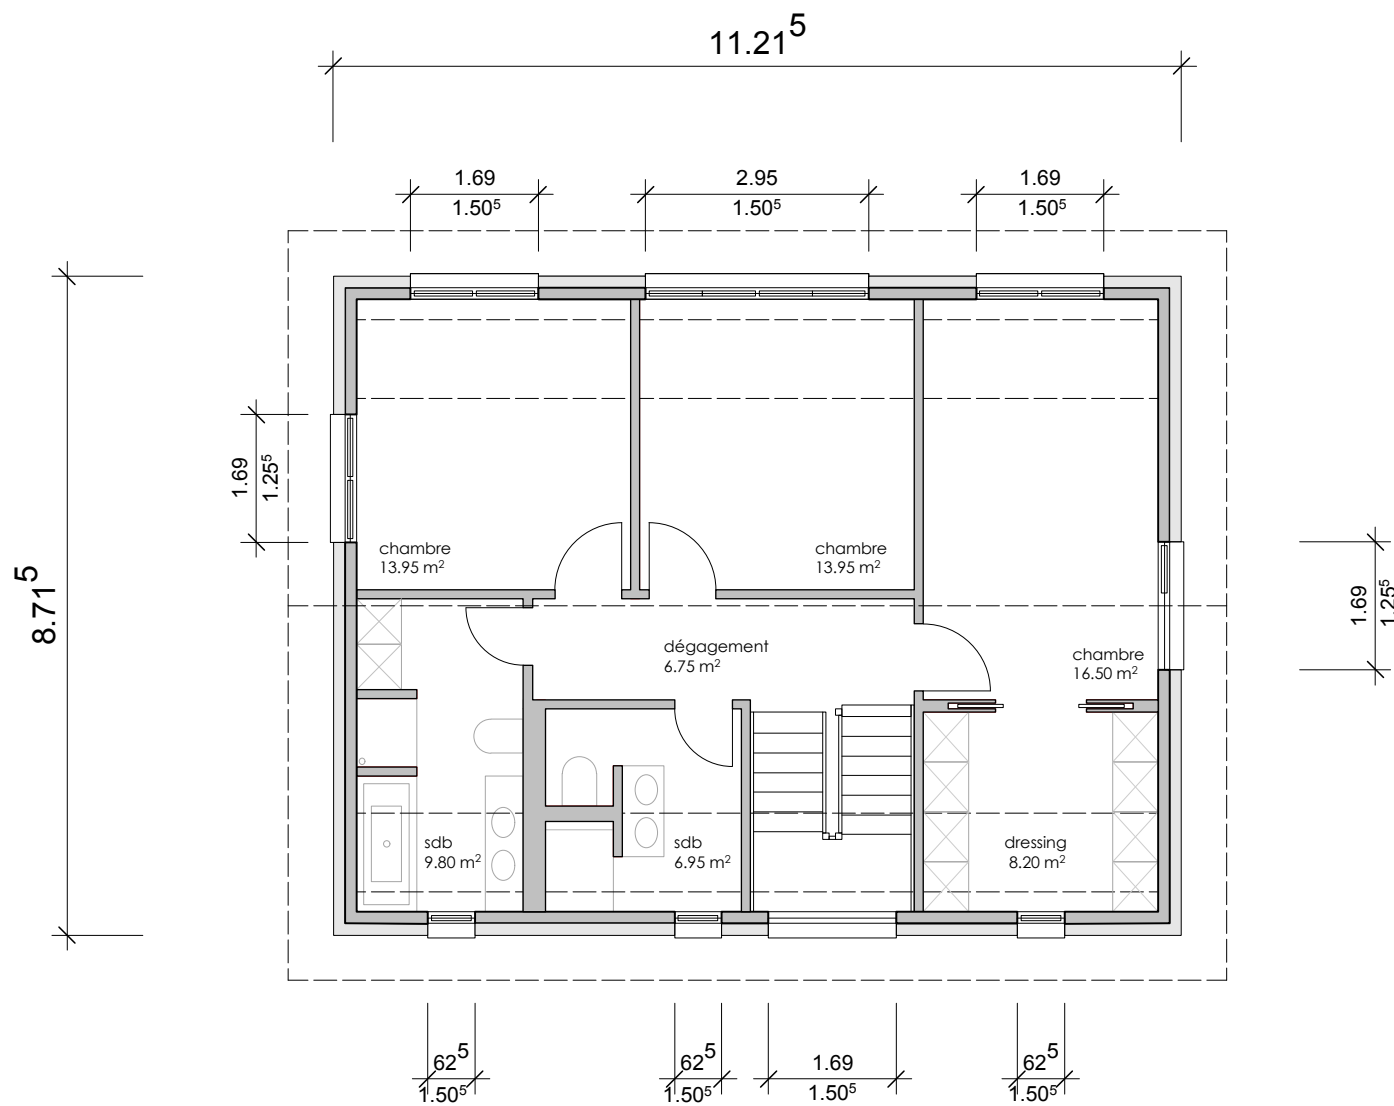 11.21⁵
1.69
1.50⁵
2.95
1.50⁵
1.69
1.50⁵
8.71⁵
1.69
1.25⁵
chambre
13.95 m²
chambre
13.95 m²
1.69
1.25⁵
dégagement
6.75 m²
chambre
16.50 m²
sdb
9.80 m²
sdb
6.95 m²
dressing
8.20 m²
62⁵
1.50⁵
62⁵
1.50⁵
1.69
1.50⁵
62⁵
1.50⁵